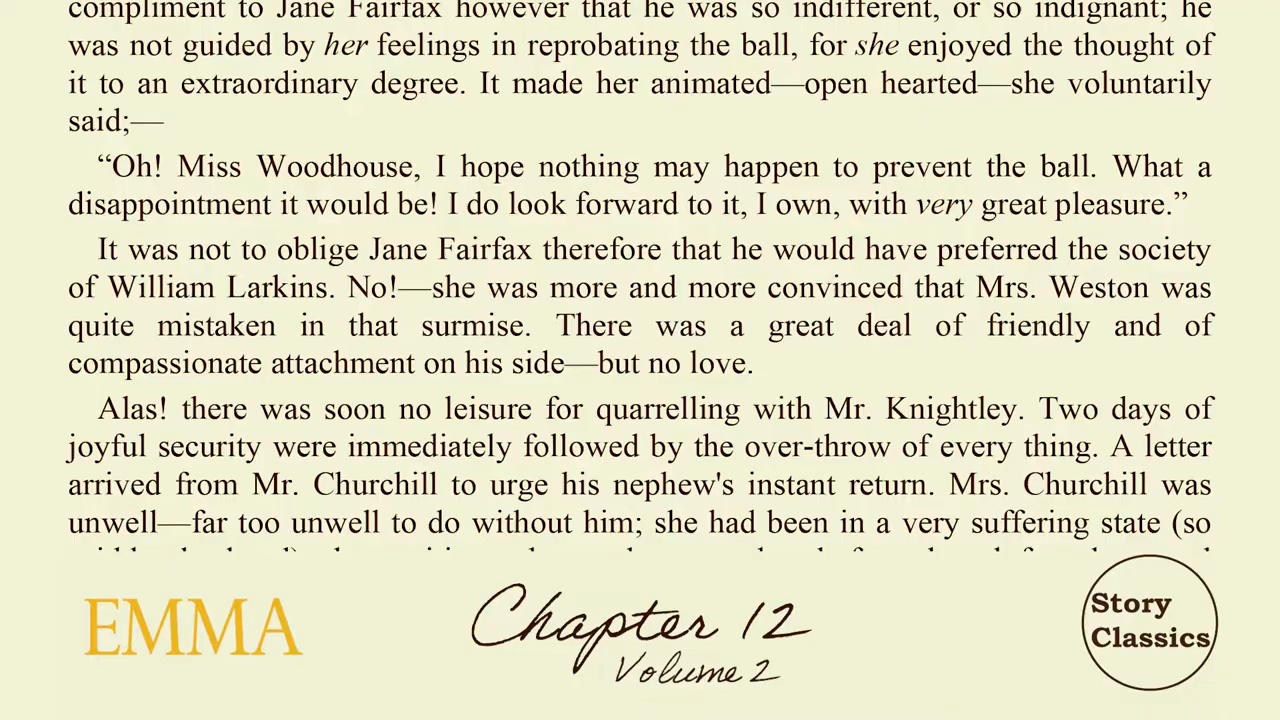 compliment to Jane Fairfax however that he was so indifferent, or so indignant; he
was not guided by her feelings in reprobating the ball, for she enjoyed the thought of
it to an extraordinary degree. It made her animated—open hearted—she voluntarily
said;—
“Oh! Miss Woodhouse, I hope nothing may happen to prevent the ball. What a
disappointment it would be! I do look forward to it, I own, with very great pleasure.”
It was not to oblige Jane Fairfax therefore that he would have preferred the society
of William Larkins. No!—she was more and more convinced that Mrs. Weston was
quite mistaken in that surmise. There was a great deal of friendly and of
compassionate attachment on his side—but no love.
Alas! there was soon no leisure for quarrelling with Mr. Knightley. Two days of
joyful security were immediately followed by the over-throw of every thing. A letter
arrived from Mr. Churchill to urge his nephew's instant return. Mrs. Churchill was
unwell—far too unwell to do without him; she had been in a very suffering state (so
EMMA
Chapter 12
Volume 2
Story
Classics